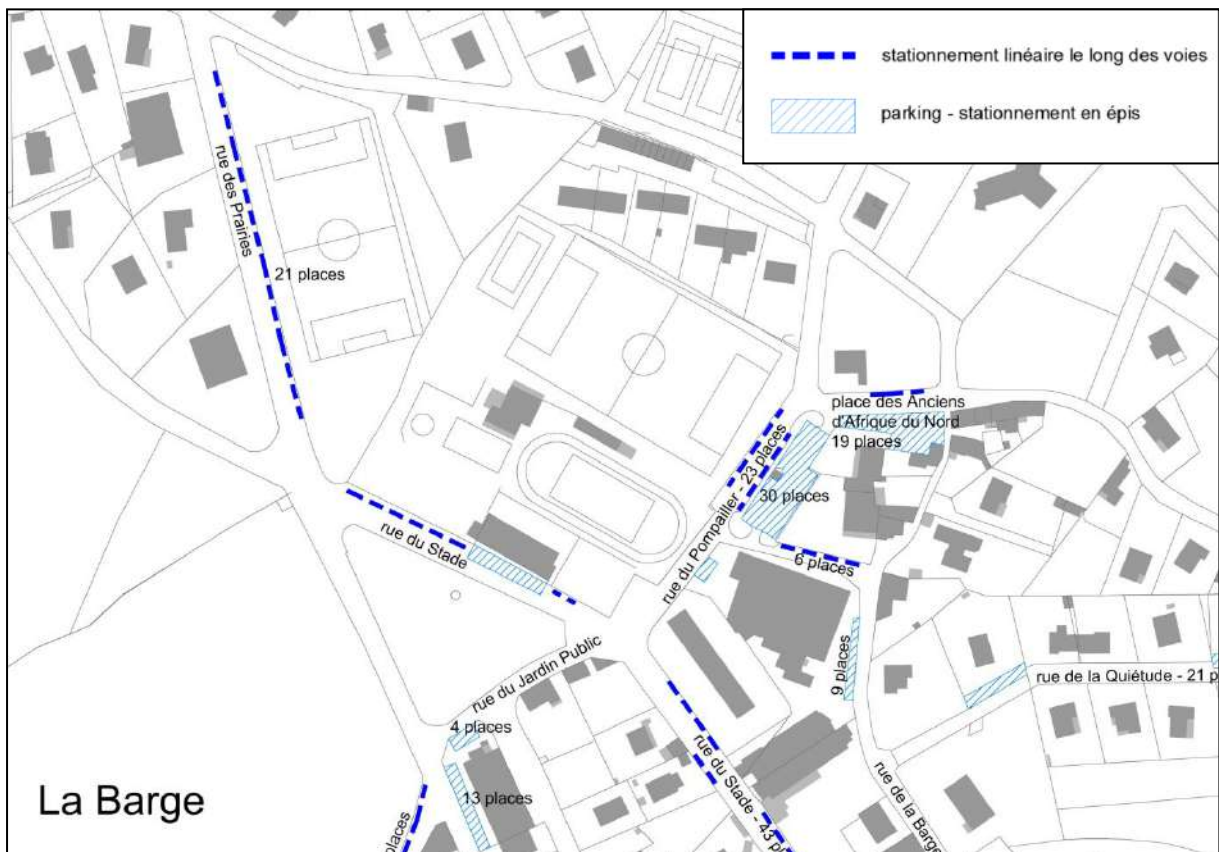 stationnement linéaire le long des voies
parking - stationnement en épis
rue des Prairies
21 places
place des Anciens
d'Afrique du Nord
19 places
rue du Pompailler - 23 places
30 places
rue du Stade
6 places
rue du Jardin Public
9 places
rue de la Quiétude - 21 p
4 places
rue du Stade - 43 pl
13 places
rue de la Barge
places
La Barge